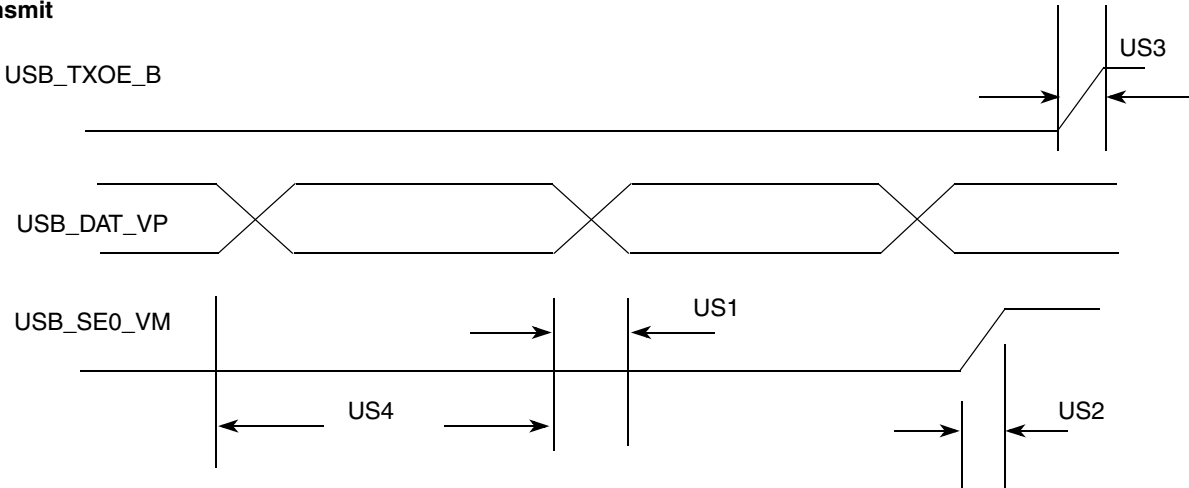 nsmit
US3
USB_TXOE_B
USB_DAT_VP
US1
USB_SE0_VM
US4
US2